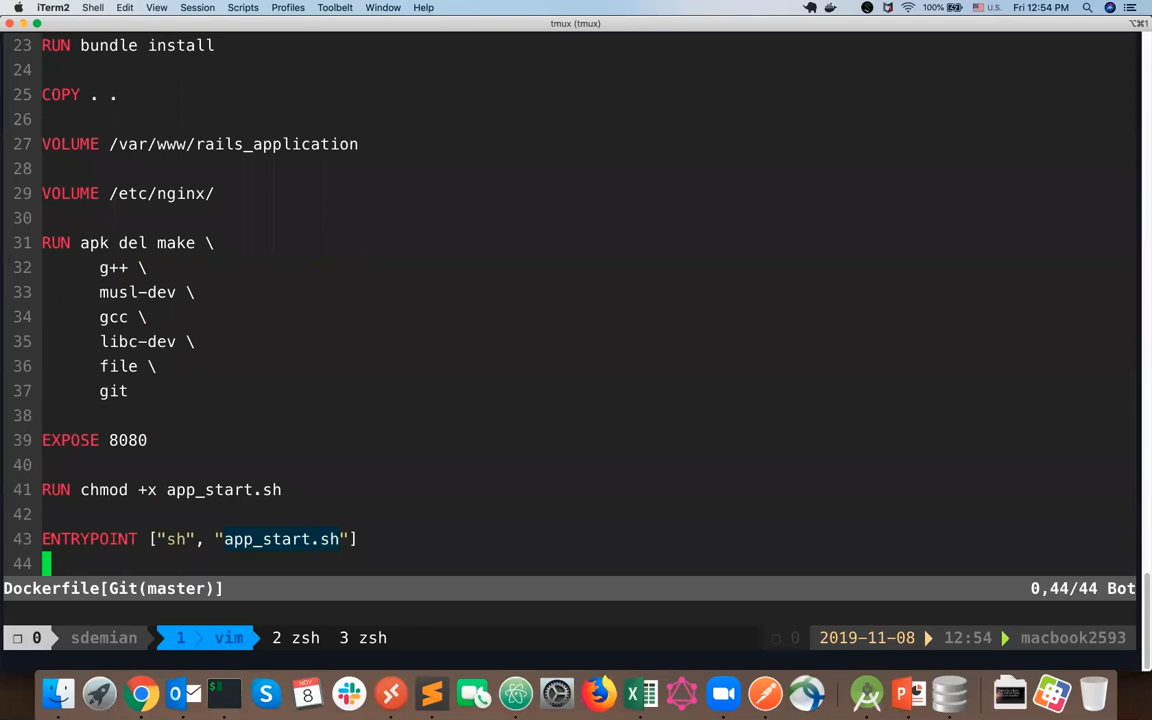 iTerm2 Shell Edit View Session Scripts Profiles Toolbelt Window Help 100% U.S. Fri 12:54 PM
tmux (tmux) ⌥⌘1
23 RUN bundle install
24
25 COPY . .
26
27 VOLUME /var/www/rails_application
28
29 VOLUME /etc/nginx/
30
31 RUN apk del make \
32 g++ \
33 musl-dev \
34 gcc \
35 libc-dev \
36 file \
37 git
38
39 EXPOSE 8080
40
41 RUN chmod +x app_start.sh
42
43 ENTRYPOINT ["sh", "app_start.sh"]
44
Dockerfile[Git(master)] 0,44/44 Bot
❐ 0 sdemian 1 vim 2 zsh 3 zsh ❐ 0 2019-11-08 12:54 macbook2593
NOV
8